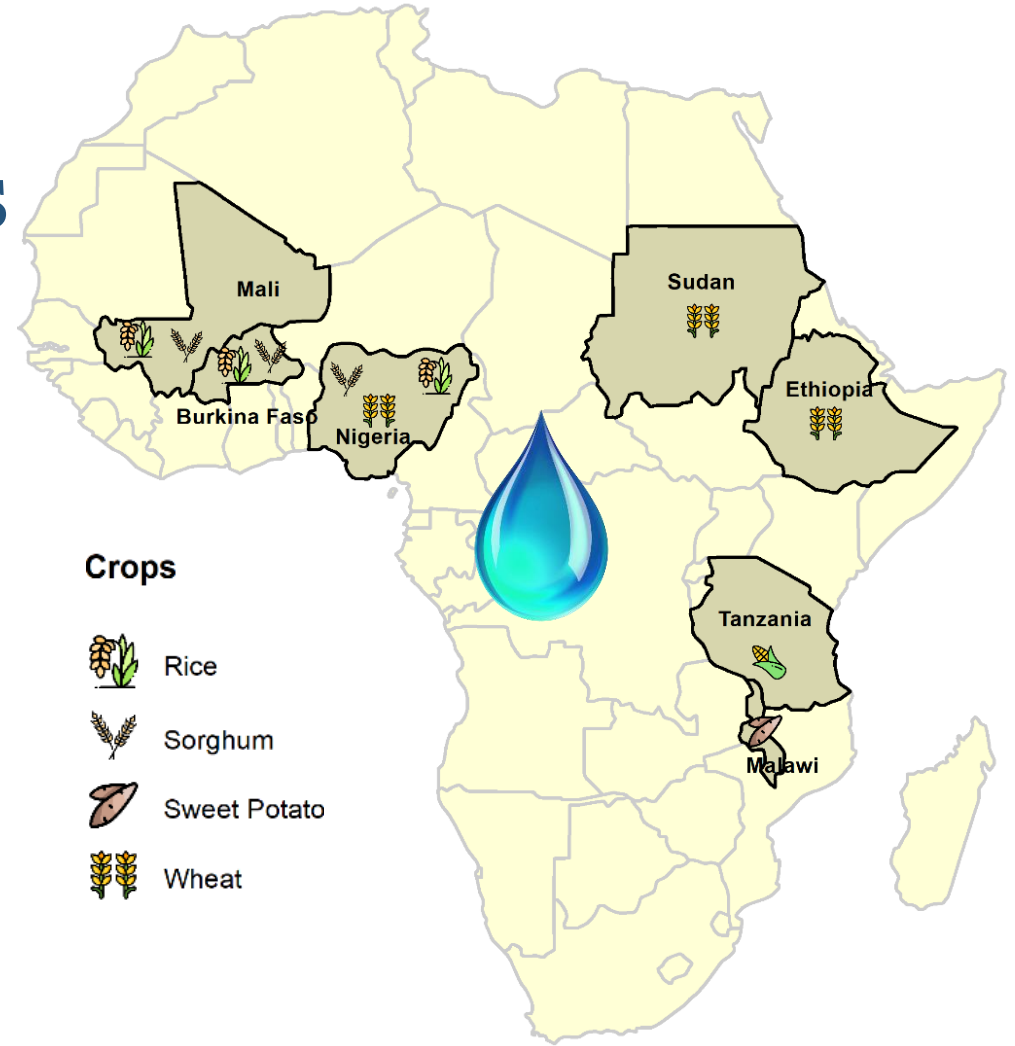 s
Mali
Sudan
Ethiopia
Burkina Faso
Nigeria
Crops
Tanzania
Rice
Sorghum
Malawi
Sweet Potato
Wheat